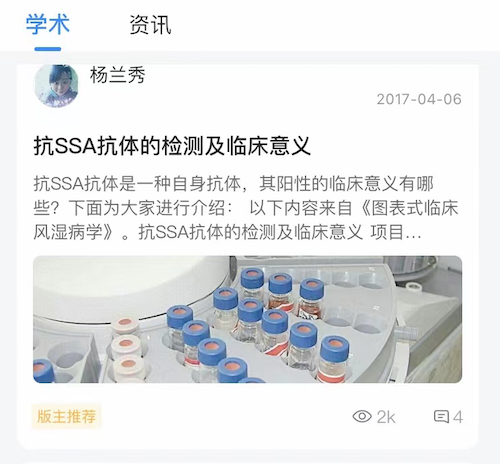 学术 资讯
杨兰秀
2017-04-06
抗SSA抗体的检测及临床意义
抗SSA抗体是一种自身抗体，其阳性的临床意义有哪
些？下面为大家进行介绍： 以下内容来自《图表式临床
风湿病学》。抗SSA抗体的检测及临床意义 项目...
版主推荐 2k 4